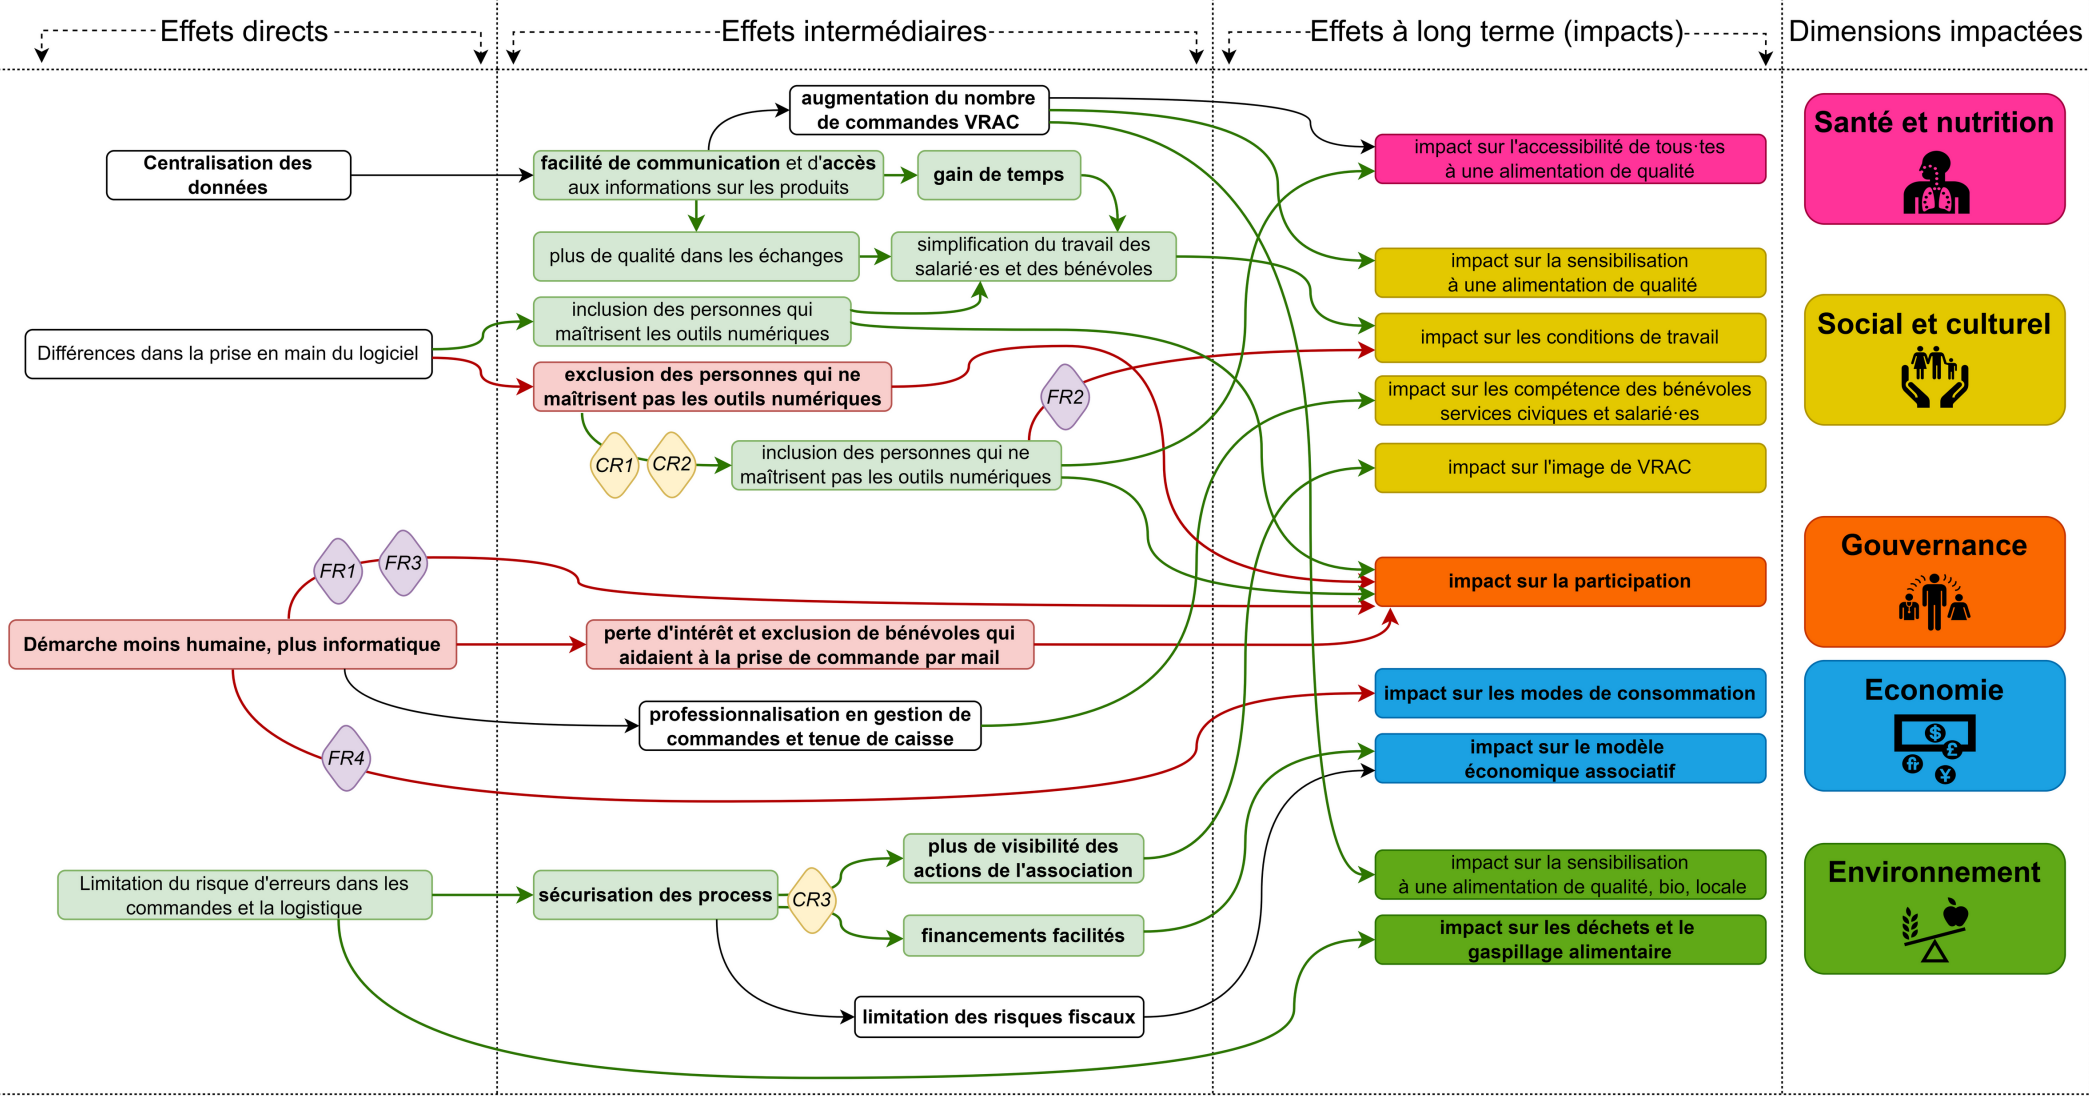 Effets directs
Effets intermédiaires
Effets à long terme (impacts)
Dimensions impactées
Centralisation des
données
Différences dans la prise en main du logiciel
Démarche moins humaine, plus informatique
Limitation du risque d'erreurs dans les
commandes et la logistique
FR1
FR3
FR4
augmentation du nombre
de commandes VRAC
facilité de communication et d'accès
aux informations sur les produits
gain de temps
plus de qualité dans les échanges
simplification du travail des
salarié·es et des bénévoles
inclusion des personnes qui
maîtrisent les outils numériques
exclusion des personnes qui ne
maîtrisent pas les outils numériques
FR2
CR1
CR2
inclusion des personnes qui ne
maîtrisent pas les outils numériques
perte d'intérêt et exclusion de bénévoles qui
aidaient à la prise de commande par mail
professionnalisation en gestion de
commandes et tenue de caisse
sécurisation des process
CR3
plus de visibilité des
actions de l'association
financements facilités
limitation des risques fiscaux
impact sur l'accessibilité de tous·tes
à une alimentation de qualité
impact sur la sensibilisation
à une alimentation de qualité
impact sur les conditions de travail
impact sur les compétence des bénévoles
services civiques et salarié·es
impact sur l'image de VRAC
impact sur la participation
impact sur les modes de consommation
impact sur le modèle
économique associatif
impact sur la sensibilisation
à une alimentation de qualité, bio, locale
impact sur les déchets et le
gaspillage alimentaire
Santé et nutrition
Social et culturel
Gouvernance
Economie
Environnement